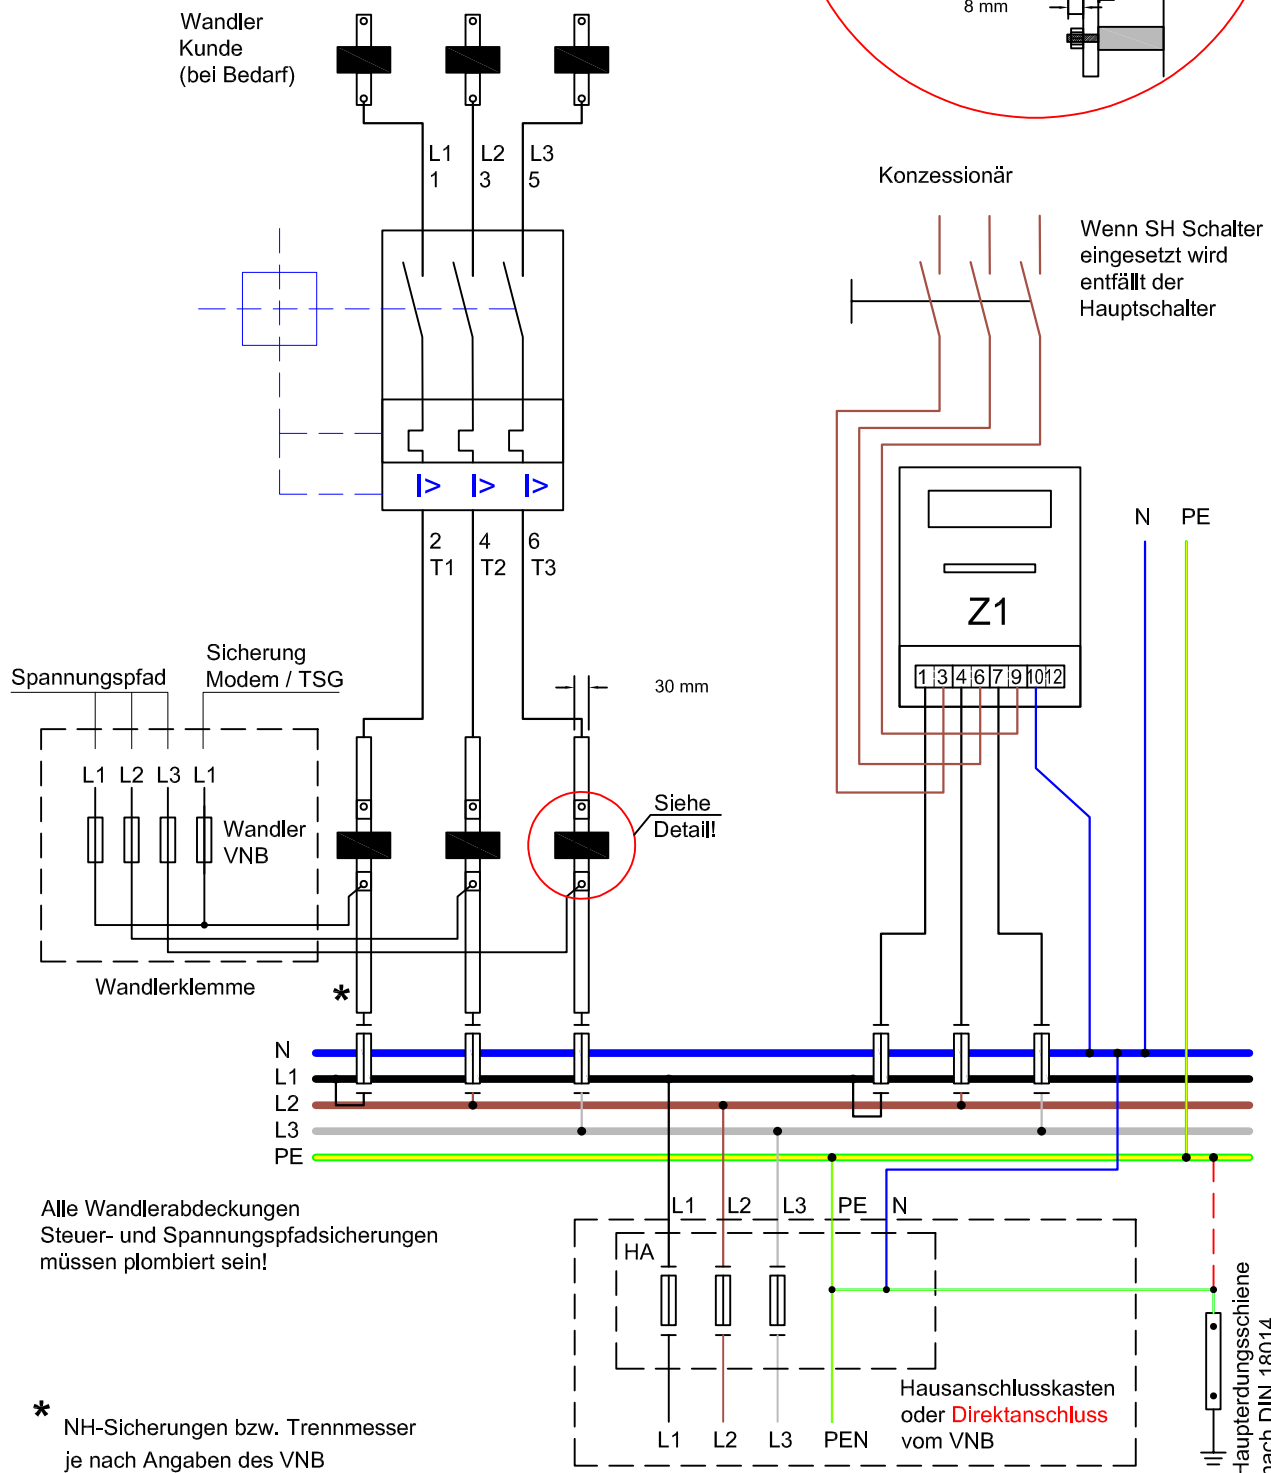 Wandler
Kunde
(bei Bedarf)
8 mm
L1 L2 L3
1 3 5
Konzessionär
Wenn SH Schalter
eingesetzt wird
entfällt der
Hauptschalter
I> I> I>
2 4 6
T1 T2 T3
N PE
Z1
1 3 4 6 7 9 10 12
Spannungspfad
Sicherung
Modem / TSG
30 mm
L1 L2 L3 L1
Wandler
VNB
Siehe
Detail!
Wandlerklemme
*
N
L1
L2
L3
PE
Alle Wandlerabdeckungen
Steuer- und Spannungspfadsicherungen
müssen plombiert sein!
L1 L2 L3 PE N
HA
Hausanschlusskasten
oder Direktanschluss
vom VNB
L1 L2 L3 PEN
Haupterdungsschiene
nach DIN 18014
* NH-Sicherungen bzw. Trennmesser
je nach Angaben des VNB